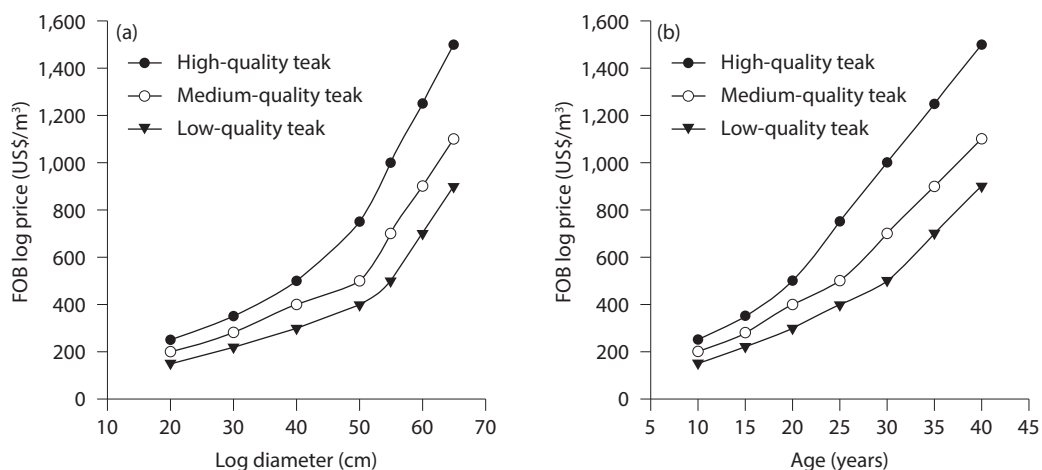 (a)
High-quality teak
Medium-quality teak
Low-quality teak
FOB log price (US$/m³)
1,600
1,400
1,200
1,000
800
600
400
200
0
10 20 30 40 50 60 70
Log diameter (cm)
(b)
High-quality teak
Medium-quality teak
Low-quality teak
FOB log price (US$/m³)
1,600
1,400
1,200
1,000
800
600
400
200
0
5 10 15 20 25 30 35 40 45
Age (years)